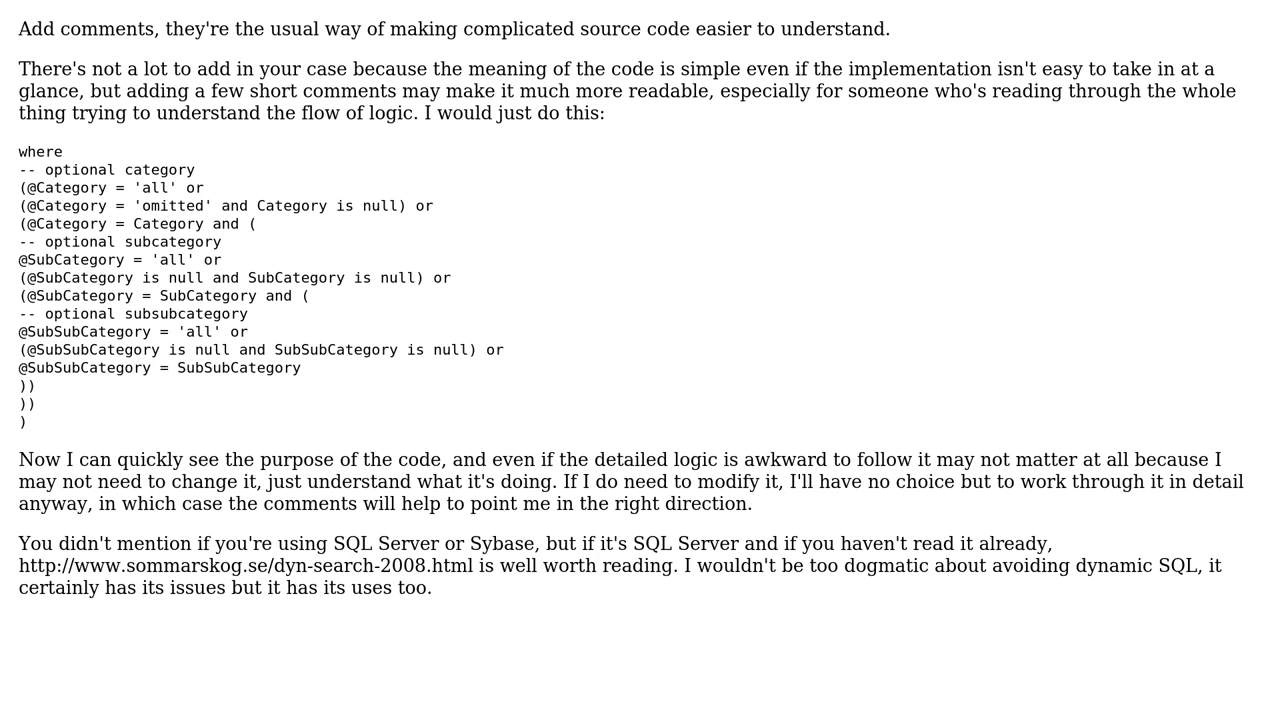 Add comments, they're the usual way of making complicated source code easier to understand.
There's not a lot to add in your case because the meaning of the code is simple even if the implementation isn't easy to take in at a
glance, but adding a few short comments may make it much more readable, especially for someone who's reading through the whole
thing trying to understand the flow of logic. I would just do this:
where
-- optional category
(@Category = 'all' or
(@Category = 'omitted' and Category is null) or
(@Category = Category and (
-- optional subcategory
@SubCategory = 'all' or
(@SubCategory is null and SubCategory is null) or
(@SubCategory = SubCategory and (
-- optional subsubcategory
@SubSubCategory = 'all' or
(@SubSubCategory is null and SubSubCategory is null) or
@SubSubCategory = SubSubCategory
))
))
)
Now I can quickly see the purpose of the code, and even if the detailed logic is awkward to follow it may not matter at all because I
may not need to change it, just understand what it's doing. If I do need to modify it, I'll have no choice but to work through it in detail
anyway, in which case the comments will help to point me in the right direction.
You didn't mention if you're using SQL Server or Sybase, but if it's SQL Server and if you haven't read it already,
http://www.sommarskog.se/dyn-search-2008.html is well worth reading. I wouldn't be too dogmatic about avoiding dynamic SQL, it
certainly has its issues but it has its uses too.